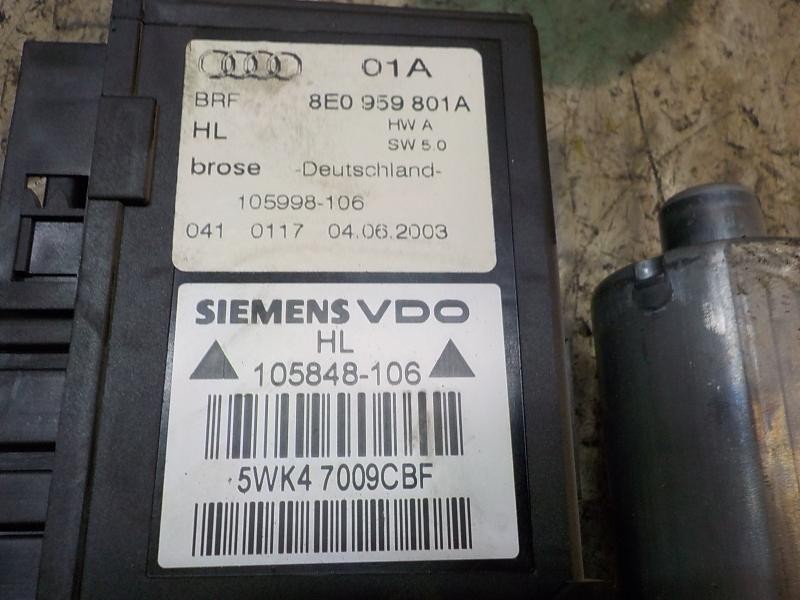 01A
BRF 8E0 959 801A
HL HW A
SW 5.0
brose -Deutschland-
105998-106
041 0117 04.06.2003
SIEMENS VDO
HL
105848-106
5WK4 7009CBF